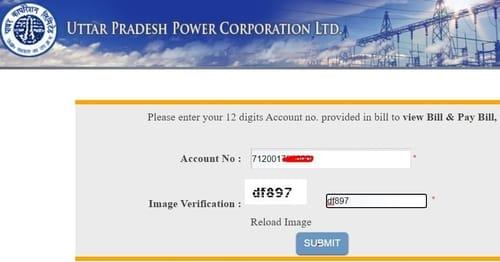 UTTAR PRADESH POWER CORPORATION LTD.
Please enter your 12 digits Account no. provided in bill to view Bill & Pay Bill,
Account No : 712001 *
Image Verification : df897 df897 *
Reload Image
SUBMIT